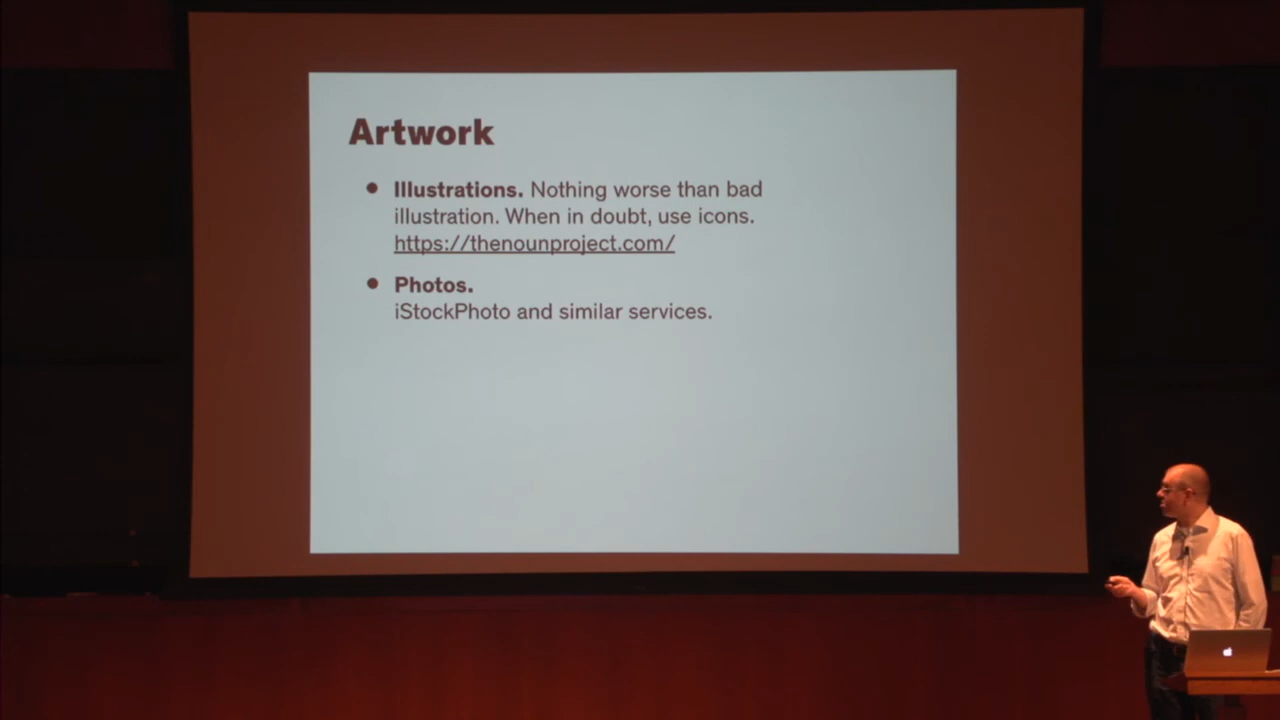 Artwork
• Illustrations. Nothing worse than bad
illustration. When in doubt, use icons.
https://thenounproject.com/
• Photos.
iStockPhoto and similar services.